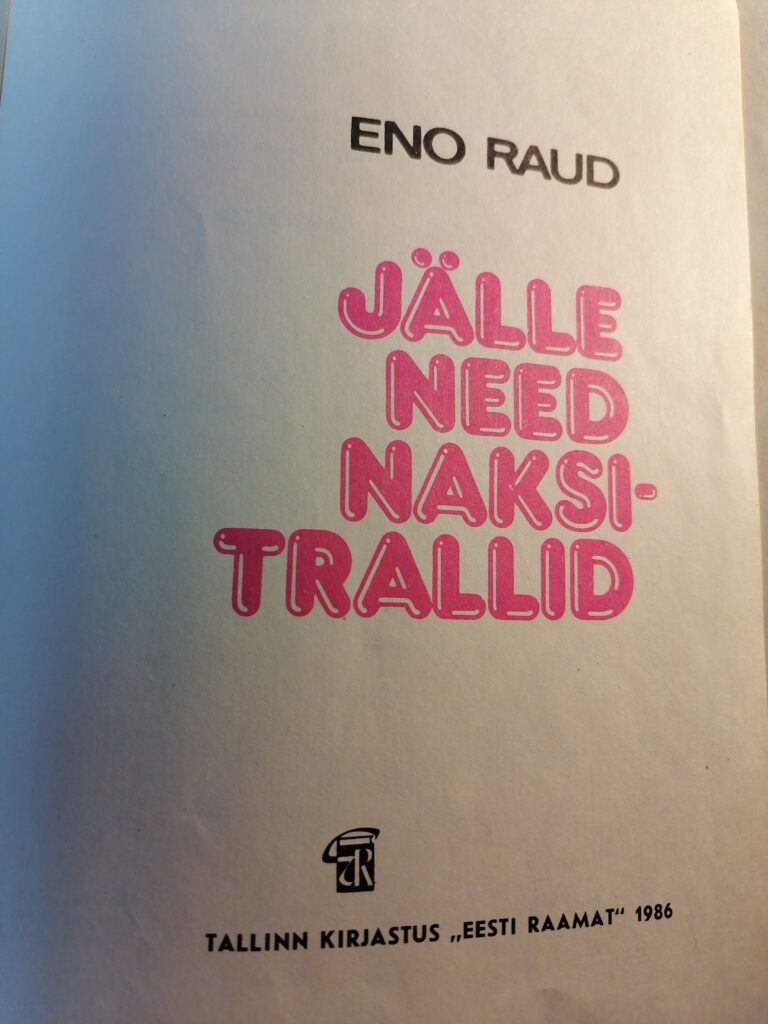 ENO RAUD
JÄLLE
NEED
NAKSI-
TRALLID
TALLINN KIRJASTUS „EESTI RAAMAT“ 1986